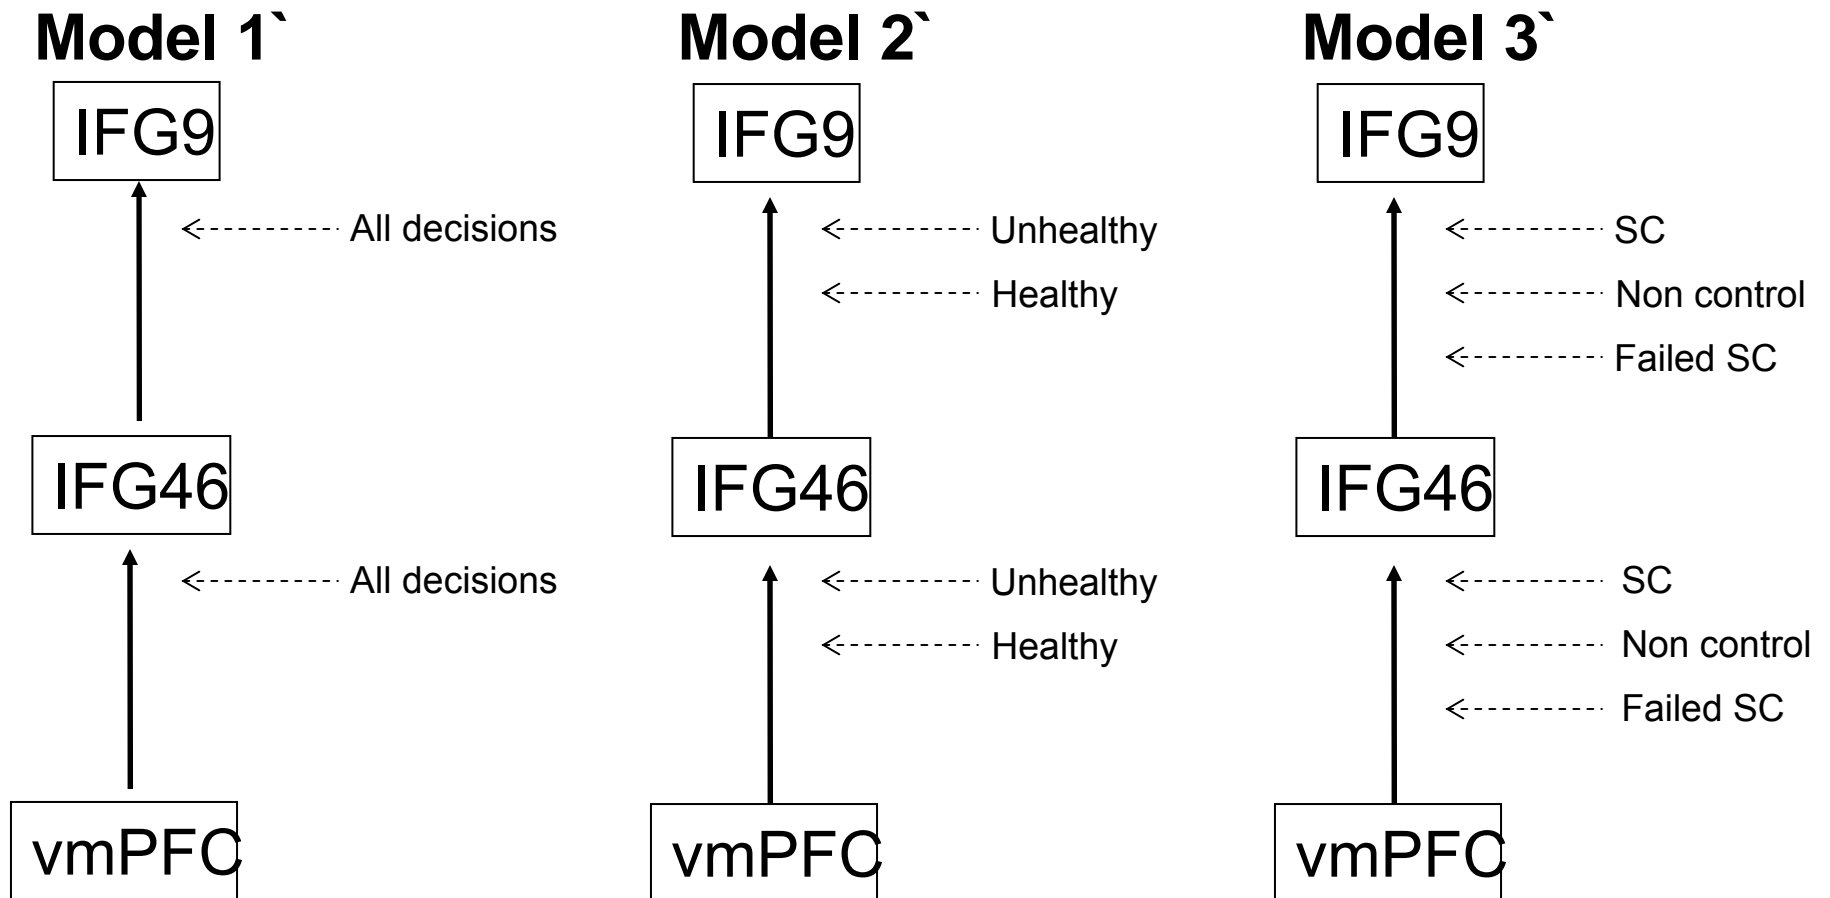 Model 1`
IFG9
All decisions
IFG46
All decisions
vmPFC
Model 2`
IFG9
Unhealthy
Healthy
IFG46
Unhealthy
Healthy
vmPFC
Model 3`
IFG9
SC
Non control
Failed SC
IFG46
SC
Non control
Failed SC
vmPFC